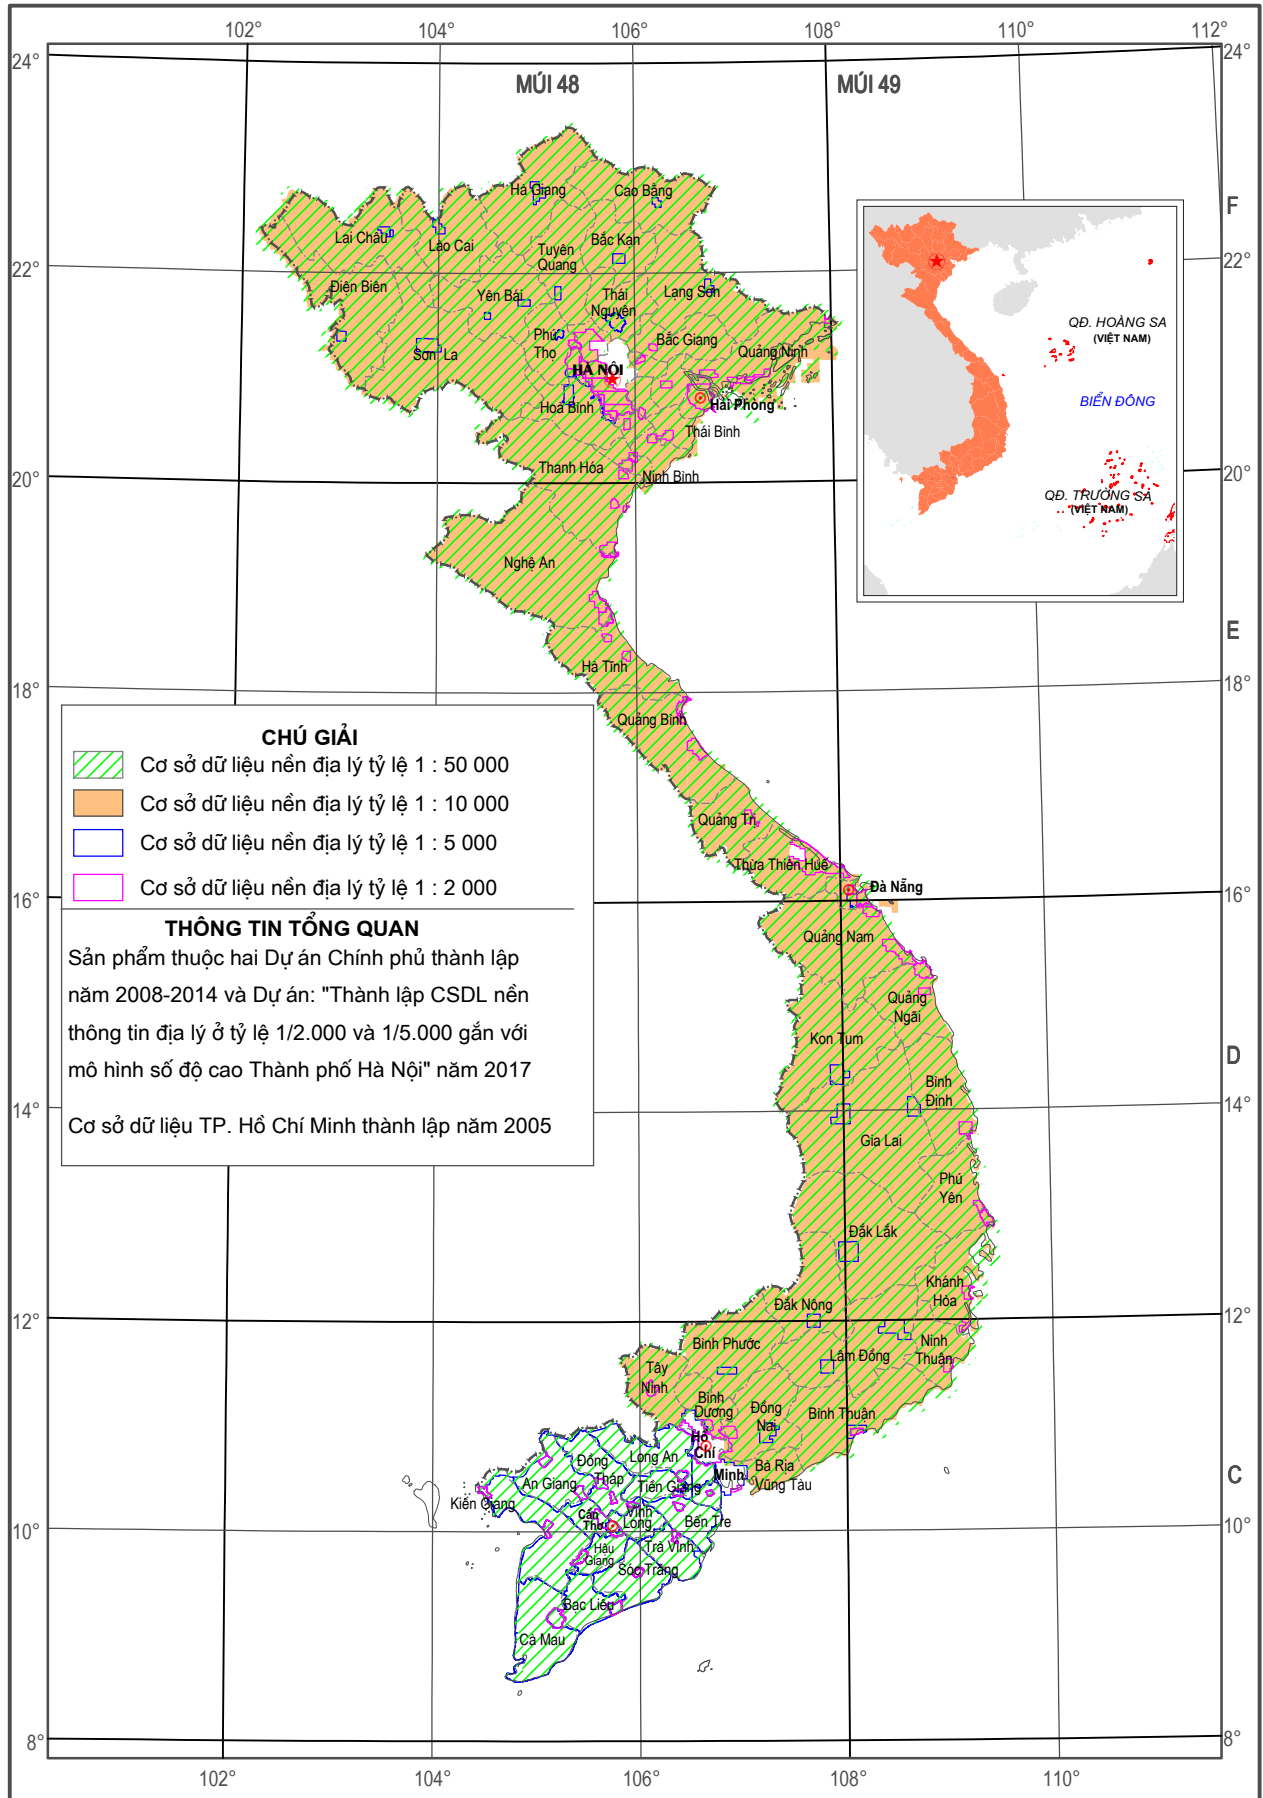 102° 104° 106° 108° 110° 112°
24° 24°
MÚI 48 MÚI 49
Hà Giang
Cao Bằng
F
Lai Châu
Lào Cai
Tuyên
Quang
Bắc Kạn
22° 22°
Điện Biên
Yên Bái
Thái
Nguyên
Lạng Sơn
Phú
Thọ
Bắc Giang
Quảng Ninh
Sơn La
HÀ NỘI
Hoà Bình
Hải Phòng
Thái Bình
Thanh Hóa
Ninh Bình
20° 20°
QĐ. HOÀNG SA
(VIỆT NAM)
BIỂN ĐÔNG
QĐ. TRƯỜNG SA
(VIỆT NAM)
Nghệ An
E
Hà Tĩnh
18° 18°
Quảng Bình
CHÚ GIẢI
Cơ sở dữ liệu nền địa lý tỷ lệ 1 : 50 000
Cơ sở dữ liệu nền địa lý tỷ lệ 1 : 10 000
Cơ sở dữ liệu nền địa lý tỷ lệ 1 : 5 000
Cơ sở dữ liệu nền địa lý tỷ lệ 1 : 2 000
THÔNG TIN TỔNG QUAN
Sản phẩm thuộc hai Dự án Chính phủ thành lập
năm 2008-2014 và Dự án: "Thành lập CSDL nền
thông tin địa lý ở tỷ lệ 1/2.000 và 1/5.000 gắn với
mô hình số độ cao Thành phố Hà Nội" năm 2017
Cơ sở dữ liệu TP. Hồ Chí Minh thành lập năm 2005
Quảng Trị
Thừa Thiên Huế
Đà Nẵng
16° 16°
Quảng Nam
Quảng
Ngãi
Kon Tum
D
Bình
Định
14° 14°
Gia Lai
Phú
Yên
Đắk Lắk
Khánh
Hòa
Đắk Nông
12° 12°
Bình Phước
Lâm Đồng
Ninh
Thuận
Tây
Ninh
Bình
Dương
Đồng
Nai
Bình Thuận
Hồ
Chí
Minh
Long An
Đồng
Tháp
Bà Rịa
Vũng Tàu
C
An Giang
Tiền Giang
Kiên Giang
Vĩnh
Long
Bến Tre
Cần
Thơ
10° 10°
Hậu
Giang
Trà Vinh
Sóc Trăng
Bạc Liêu
Cà Mau
8° 8°
102° 104° 106° 108° 110°